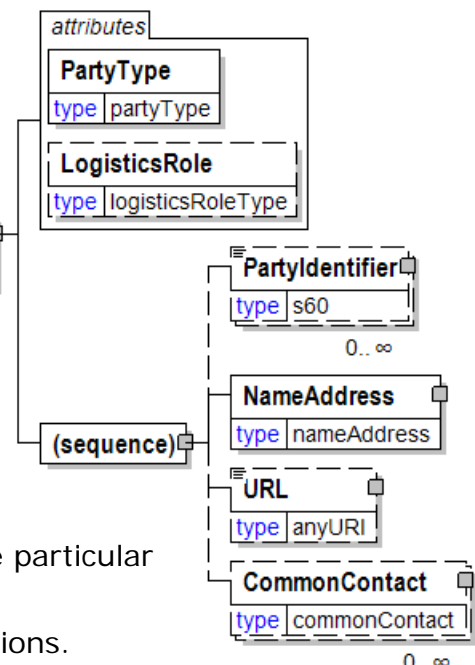 attributes
PartyType
type partyType
LogisticsRole
type logisticsRoleType
PartyIdentifier
type s60
0.. ∞
NameAddress
type nameAddress
(sequence)
URL
type anyURI
particular
CommonContact
type commonContact
ions.
0.. ∞